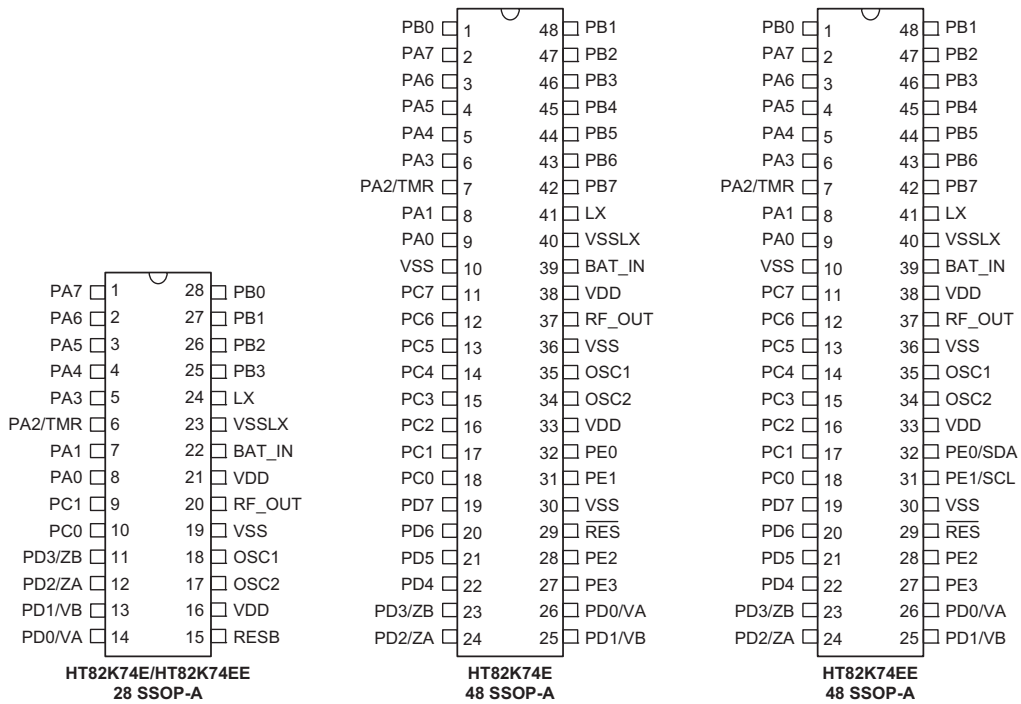 PA7 1 28 PB0
PA6 2 27 PB1
PA5 3 26 PB2
PA4 4 25 PB3
PA3 5 24 LX
PA2/TMR 6 23 VSSLX
PA1 7 22 BAT_IN
PA0 8 21 VDD
PC1 9 20 RF_OUT
PC0 10 19 VSS
PD3/ZB 11 18 OSC1
PD2/ZA 12 17 OSC2
PD1/VB 13 16 VDD
PD0/VA 14 15 RESB
HT82K74E/HT82K74EE
28 SSOP-A
PB0 1 48 PB1
PA7 2 47 PB2
PA6 3 46 PB3
PA5 4 45 PB4
PA4 5 44 PB5
PA3 6 43 PB6
PA2/TMR 7 42 PB7
PA1 8 41 LX
PA0 9 40 VSSLX
VSS 10 39 BAT_IN
PC7 11 38 VDD
PC6 12 37 RF_OUT
PC5 13 36 VSS
PC4 14 35 OSC1
PC3 15 34 OSC2
PC2 16 33 VDD
PC1 17 32 PE0
PC0 18 31 PE1
PD7 19 30 VSS
PD6 20 29 RES
PD5 21 28 PE2
PD4 22 27 PE3
PD3/ZB 23 26 PD0/VA
PD2/ZA 24 25 PD1/VB
HT82K74E
48 SSOP-A
PB0 1 48 PB1
PA7 2 47 PB2
PA6 3 46 PB3
PA5 4 45 PB4
PA4 5 44 PB5
PA3 6 43 PB6
PA2/TMR 7 42 PB7
PA1 8 41 LX
PA0 9 40 VSSLX
VSS 10 39 BAT_IN
PC7 11 38 VDD
PC6 12 37 RF_OUT
PC5 13 36 VSS
PC4 14 35 OSC1
PC3 15 34 OSC2
PC2 16 33 VDD
PC1 17 32 PE0/SDA
PC0 18 31 PE1/SCL
PD7 19 30 VSS
PD6 20 29 RES
PD5 21 28 PE2
PD4 22 27 PE3
PD3/ZB 23 26 PD0/VA
PD2/ZA 24 25 PD1/VB
HT82K74EE
48 SSOP-A